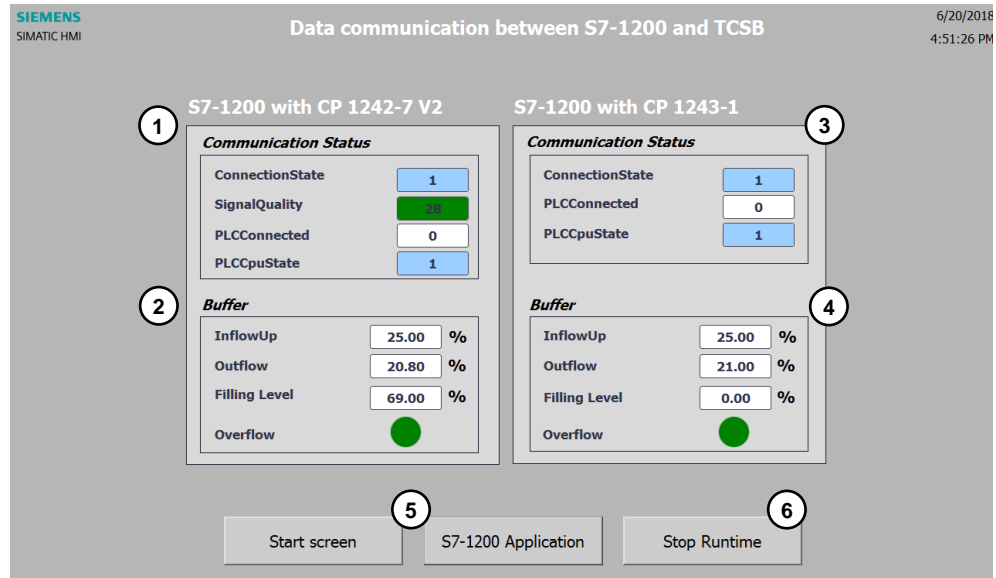 SIEMENS
SIMATIC HMI
Data communication between S7-1200 and TCSB
6/20/2018
4:51:26 PM
S7-1200 with CP 1242-7 V2
1
Communication Status
ConnectionState 1
SignalQuality 28
PLCConnected 0
PLCCpuState 1
2
Buffer
InflowUp 25.00 %
Outflow 20.80 %
Filling Level 69.00 %
Overflow
S7-1200 with CP 1243-1
3
Communication Status
ConnectionState 1
PLCConnected 0
PLCCpuState 1
4
Buffer
InflowUp 25.00 %
Outflow 21.00 %
Filling Level 0.00 %
Overflow
5
6
Start screen
S7-1200 Application
Stop Runtime